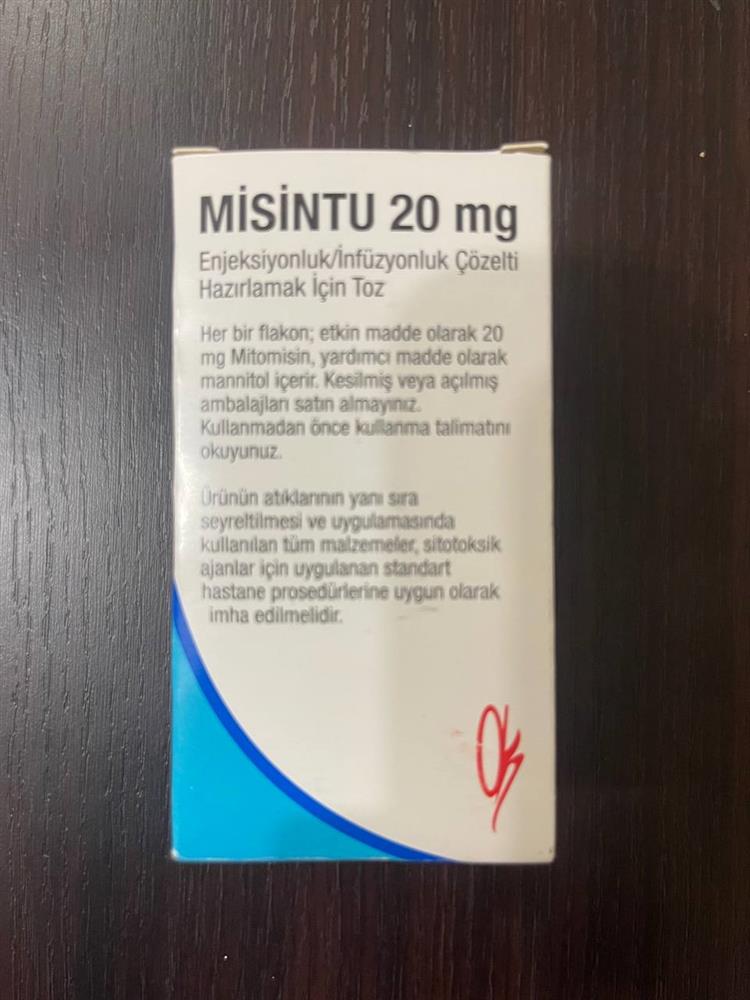 MİSİNTU 20 mg
Enjeksiyonluk/İnfüzyonluk Çözelti
Hazırlamak İçin Toz
Her bir flakon; etkin madde olarak 20
mg Mitomisin, yardımcı madde olarak
mannitol içerir. Kesilmiş veya açılmış
ambalajları satın almayınız.
Kullanmadan önce kullanma talimatını
okuyunuz.
Ürünün atıklarının yanı sıra
seyreltilmesi ve uygulamasında
kullanılan tüm malzemeler, sitotoksik
ajanlar için uygulanan standart
hastane prosedürlerine uygun olarak
imha edilmelidir.